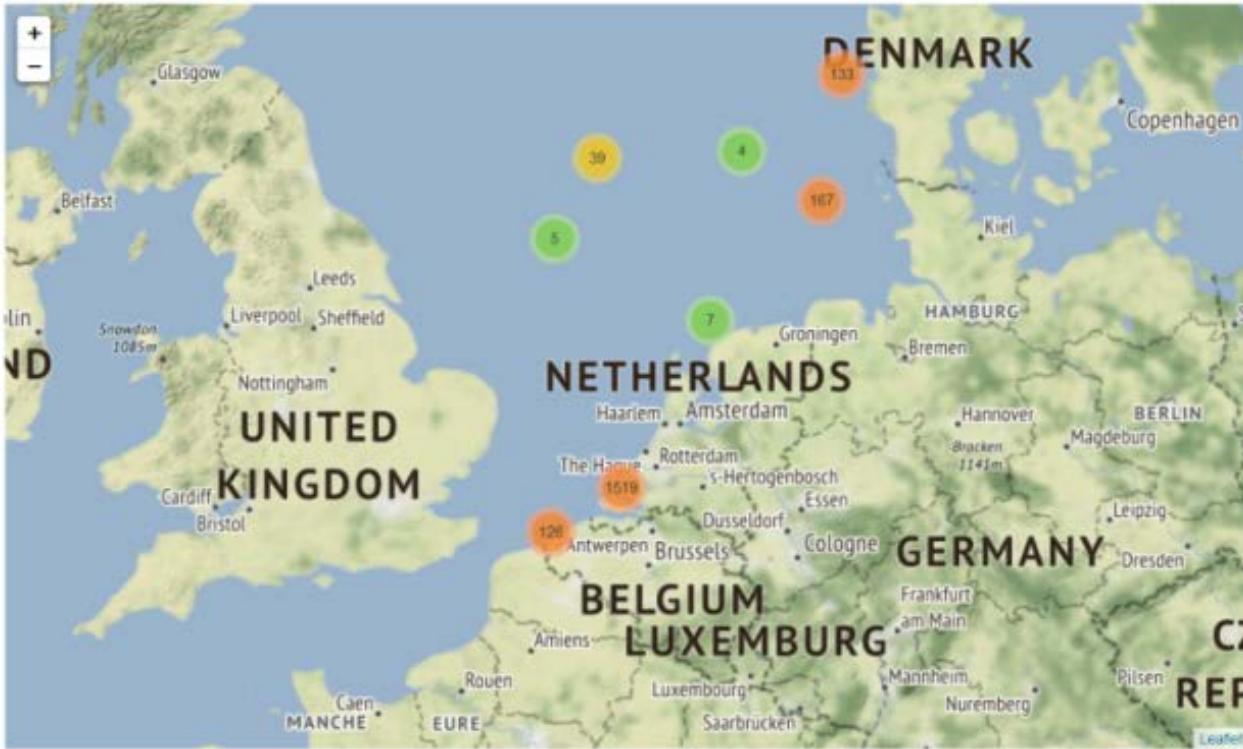 +
−
Glasgow
DENMARK
133
Copenhagen
39
4
Belfast
167
5
Kiel
Leeds
Liverpool
Sheffield
Snowdon
1085m
7
Groningen
HAMBURG
Bremen
ND
Nottingham
NETHERLANDS
Haarlem
Amsterdam
Hannover
BERLIN
UNITED
KINGDOM
Magdeburg
The Hague
Rotterdam
1519
's-Hertogenbosch
Essen
Cardiff
Bristol
Dusseldorf
Leipzig
126
Antwerpen
Brussels
Cologne
GERMANY
Dresden
BELGIUM
LUXEMBURG
Frankfurt
am Main
Amiens
Rouen
Luxembourg
Mannheim
Nuremberg
Pilsen
CZ
REP
Caen
MANCHE
EURE
Saarbrücken
Leaflet